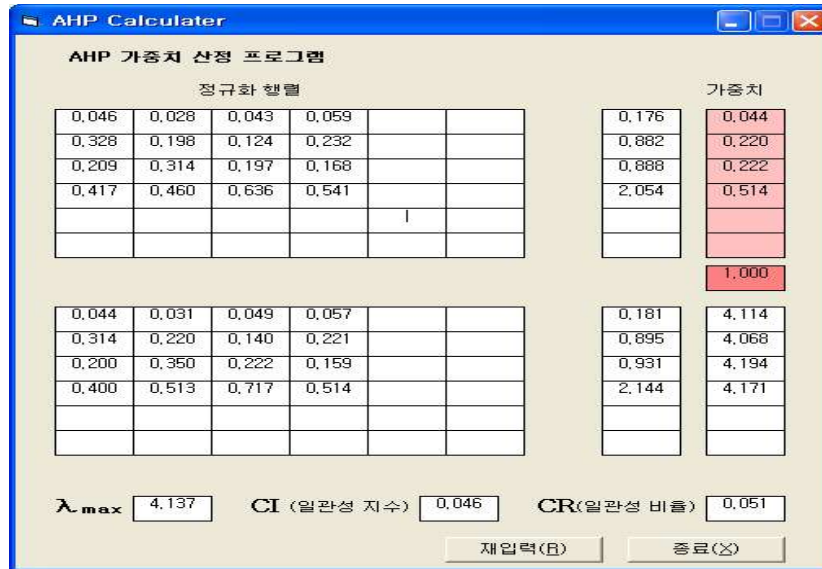 AHP Calculater
AHP 가중치 산정 프로그램
정규화 행렬 가중치
0,046 0,028 0,043 0,059 0,176 0,044
0,328 0,198 0,124 0,232 0,882 0,220
0,209 0,314 0,197 0,168 0,888 0,222
0,417 0,460 0,636 0,541 2,054 0,514
1,000
0,044 0,031 0,049 0,057 0,181 4,114
0,314 0,220 0,140 0,221 0,895 4,068
0,200 0,350 0,222 0,159 0,931 4,194
0,400 0,513 0,717 0,514 2,144 4,171
λ max 4,137 CI (일관성 지수) 0,046 CR(일관성 비율) 0,051
재입력(R) 종료(X)